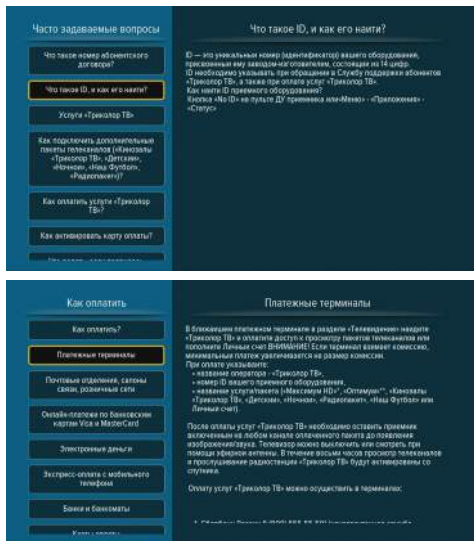 Часто задаваемые вопросы
Что такое номер абонентского
договора?
Что такое ID, и как его найти?
Услуги «Триколор ТВ»
Как подключить дополнительные
пакеты телеканалов («Кинозалы
«Триколор ТВ», «Детский»,
«Ночной», «Наш Футбол»,
«Радиопакет»)?
Как оплатить услуги «Триколор
ТВ»?
Как активировать карту оплаты?
Что такое ID, и как его найти?
ID — это уникальный номер (идентификатор) вашего оборудования,
присвоенный ему заводом-изготовителем, состоящий из 14 цифр.
ID необходимо указывать при обращении в Службу поддержки абонентов
«Триколор ТВ», а также при оплате услуг «Триколор ТВ».
Как найти ID приемного оборудования?
Кнопка «No ID» на пульте ДУ приемника или«Меню» - «Приложения» -
«Статус»
Как оплатить
Как оплатить?
Платежные терминалы
Почтовые отделения, салоны
связи, розничные сети
Онлайн-платежи по банковским
картам Visa и MasterCard
Электронные деньги
Экспресс-оплата с мобильного
телефона
Банки и банкоматы
Карты оплаты
Платежные терминалы
В ближайшем платежном терминале в разделе «Телевидение» найдите
«Триколор ТВ» и оплатите доступ к просмотру пакетов телеканалов или
пополните Личный счет ВНИМАНИЕ! Если терминал взимает комиссию,
минимальный платеж увеличивается на размер комиссии.
При оплате указывайте:
• название оператора - «Триколор ТВ»,
• номер ID вашего приемного оборудования,
• название услуги/пакета («Максимум HD»*, «Оптимум»**, «Кинозалы
«Триколор ТВ», «Детский», «Ночной», «Радиопакет», «Наш Футбол» или
Личный счет).
После оплаты услуг «Триколор ТВ» необходимо оставить приемник
включенным на любом канале оплаченного пакета до появления
изображения/звука. Телевизор можно выключить или смотреть при
помощи эфирной антенны. В течение восьми часов просмотр телеканалов
и прослушивание радиостанций «Триколор ТВ» будут активированы со
спутника.
Оплату услуг «Триколор ТВ» можно осуществить в терминалах: